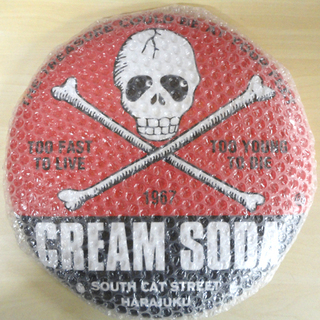 TOO FAST
TO LIVE
TOO YOUNG
TO DIE
1967
CREAM SODA
SOUTH CAT STREET
HARAJUKU